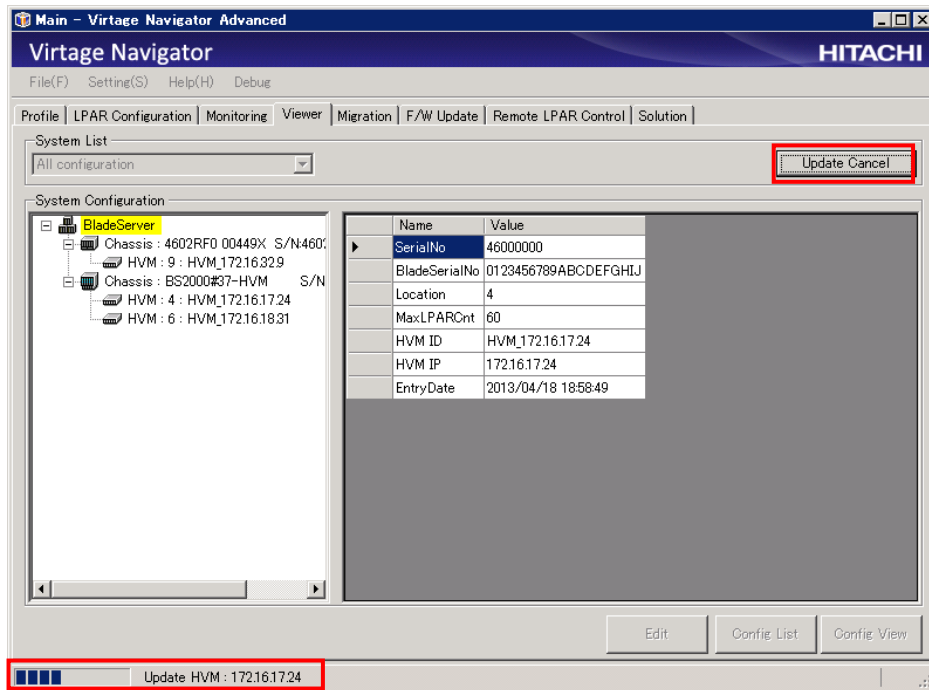 Main - Virtage Navigator Advanced
Virtage Navigator
HITACHI
File(F) Setting(S) Help(H) Debug
Profile LPAR Configuration Monitoring Viewer Migration F/W Update Remote LPAR Control Solution
System List
All configuration
Update Cancel
System Configuration
BladeServer
Chassis : 4602RF0 00449X S/N:460
HVM : 9 : HVM_172.16.32.9
Chassis : BS2000#37-HVM S/N
HVM : 4 : HVM_172.16.17.24
HVM : 6 : HVM_172.16.18.31
Name Value
SerialNo 46000000
BladeSerialNo 0123456789ABCDEFGHIJ
Location 4
MaxLPARCnt 60
HVM ID HVM_172.16.17.24
HVM IP 172.16.17.24
EntryDate 2013/04/18 18:58:49
Edit Config List Config View
Update HVM : 172.16.17.24